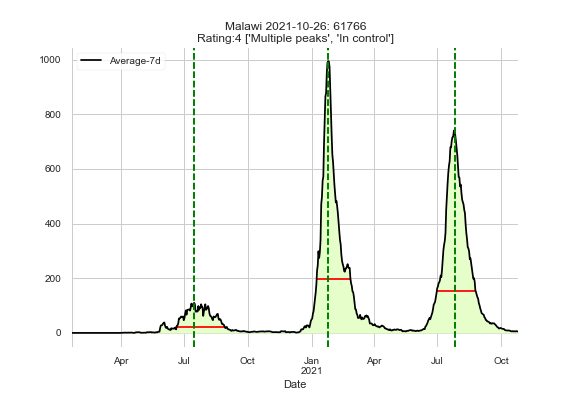 Malawi 2021-10-26: 61766
Rating:4 ['Multiple peaks', 'In control']
Average-7d
1000
800
600
400
200
0
Apr Jul Oct Jan Apr Jul Oct
2021
Date